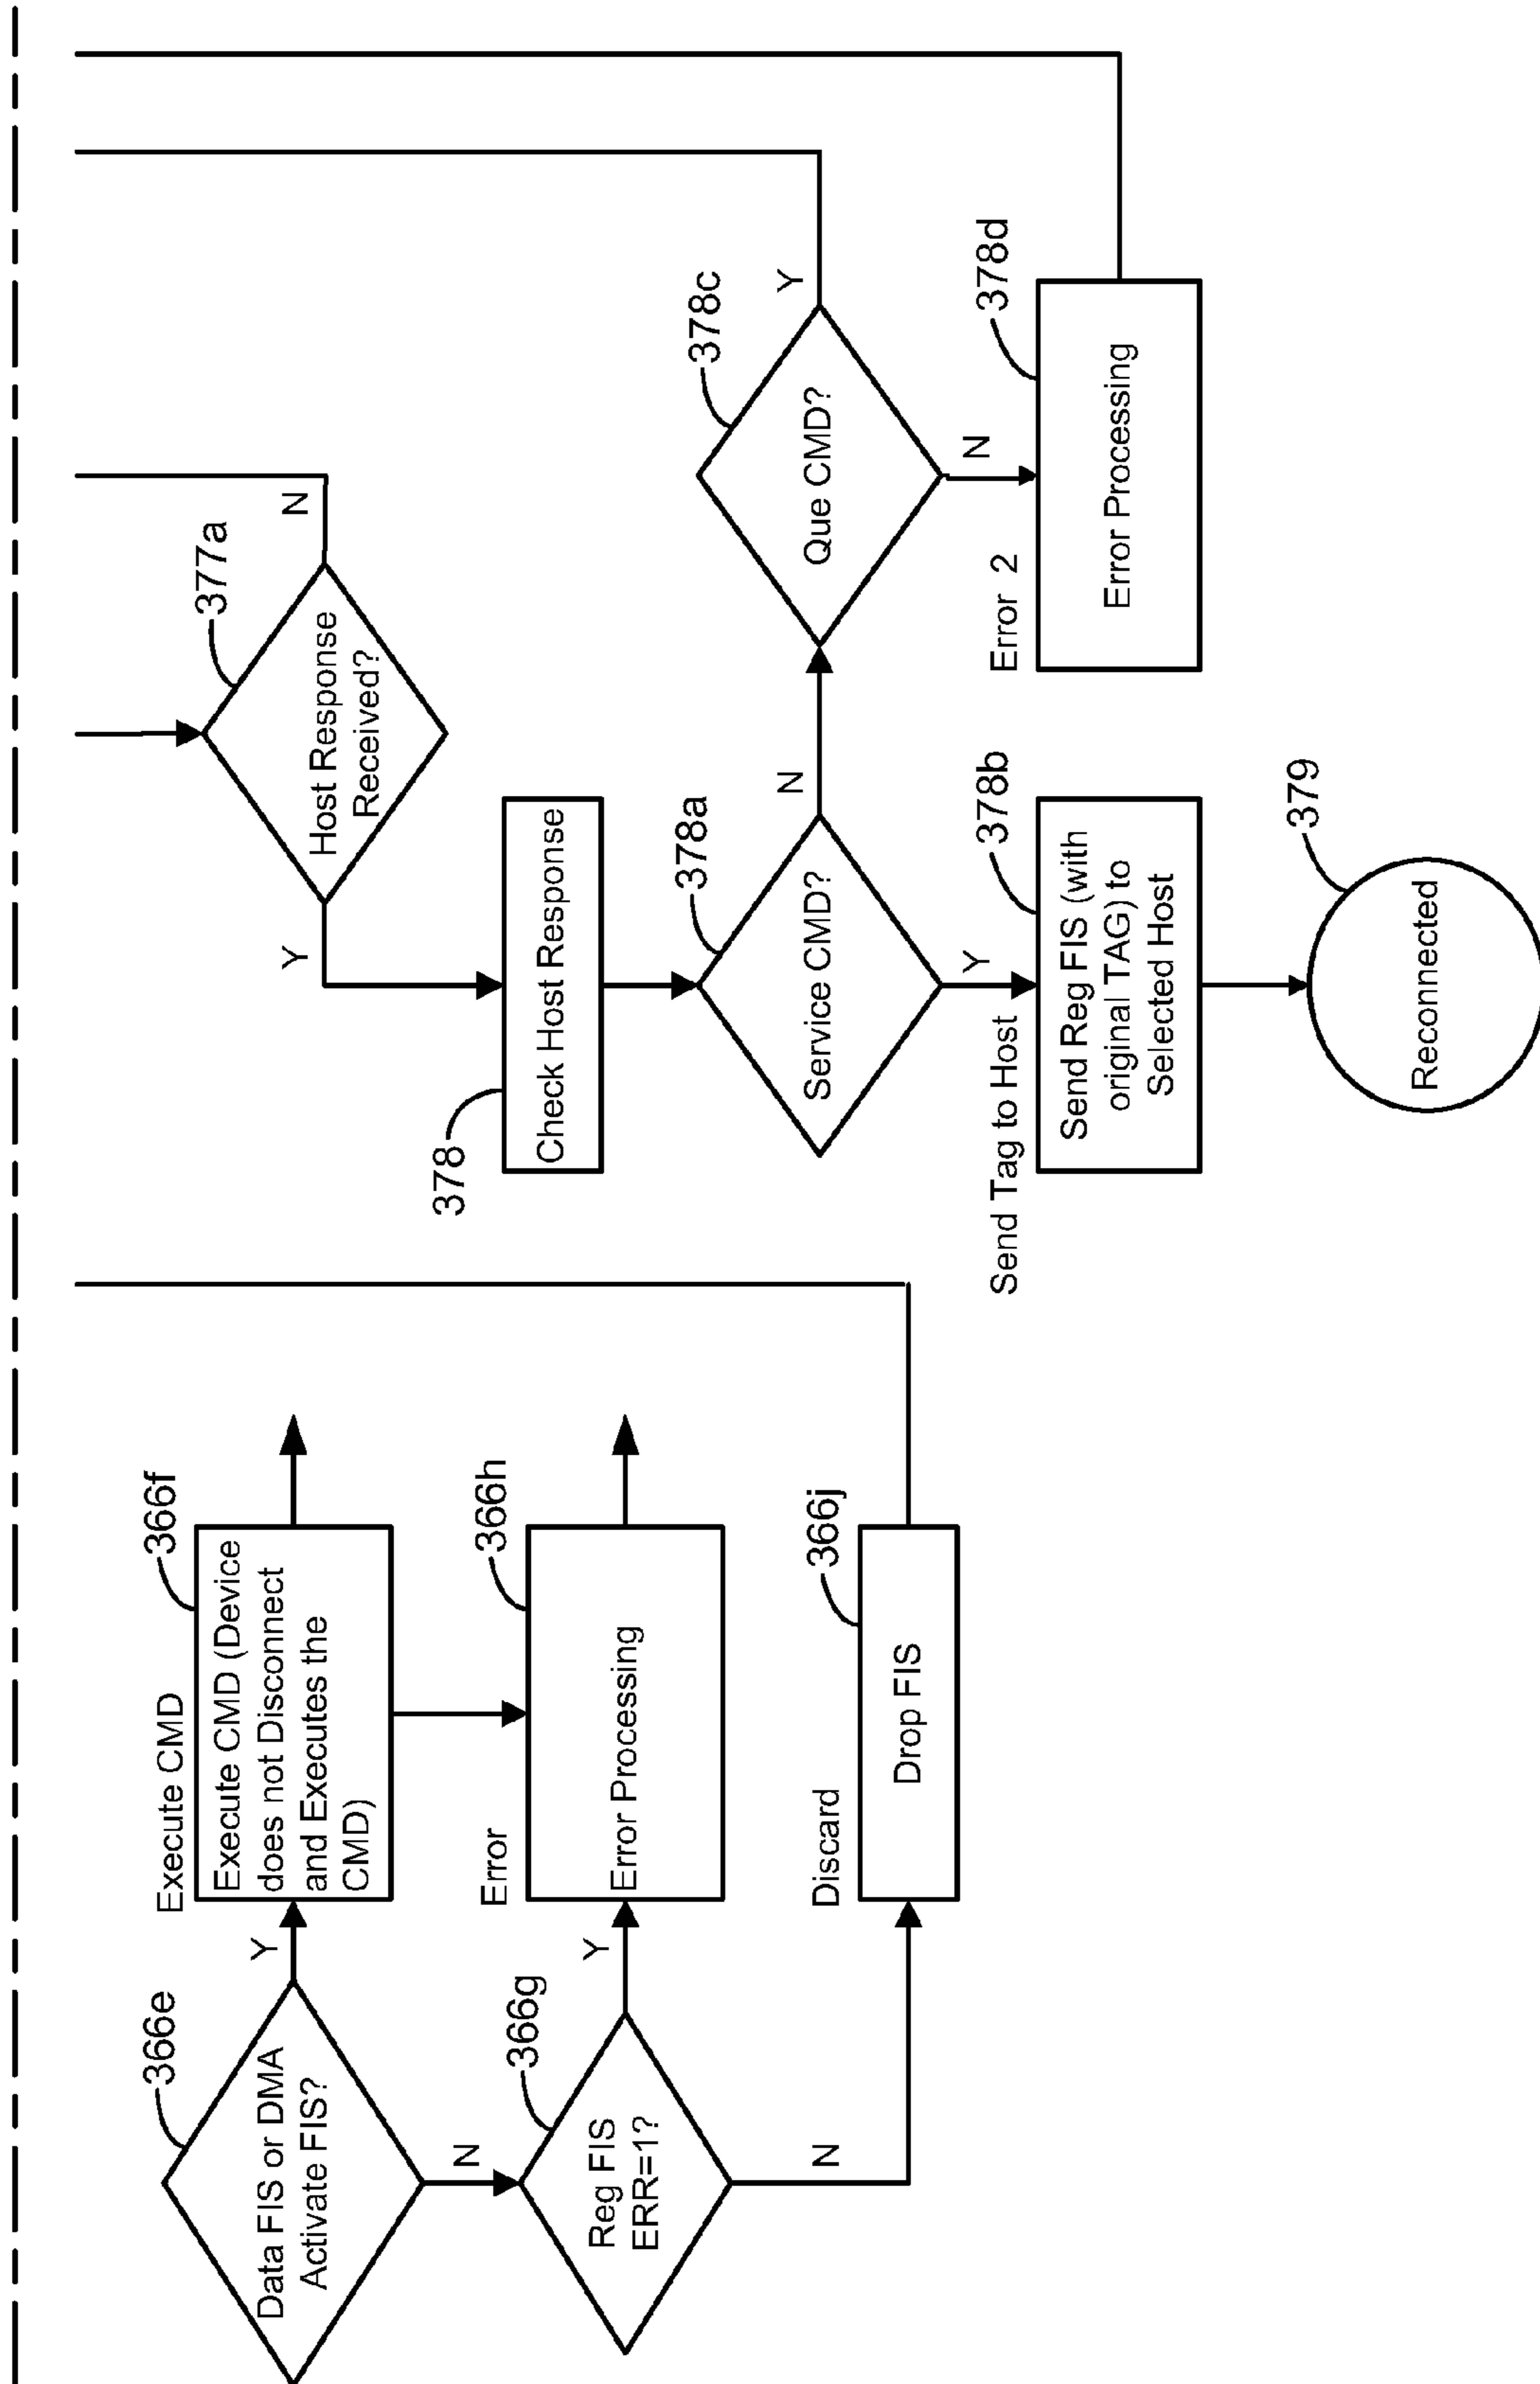 366e
Data FIS or DMA
Activate FIS?
Y
N
Execute CMD
366f
Execute CMD (Device
does not Disconnect
and Executes the
CMD)
366g
Reg FIS
ERR=1?
Y
N
Error
366h
Error Processing
Discard
366j
Drop FIS
377a
Host Response
Received?
Y
N
378
Check Host Response
378a
Service CMD?
N
Y
378c
Que CMD?
Y
N
Send Tag to Host
378b
Send Reg FIS (with
original TAG) to
Selected Host
Error 2
378d
Error Processing
379
Reconnected